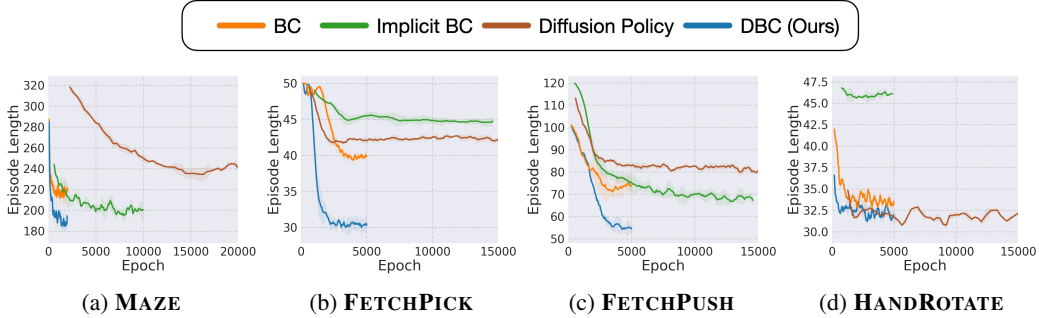 BC Implicit BC Diffusion Policy DBC (Ours)
320
300
280
260
240
220
200
180
Episode Length
0 5000 10000 15000 20000
Epoch
(a) MAZE
50
45
40
35
30
Episode Length
0 5000 10000 15000
Epoch
(b) FETCHPICK
120
110
100
90
80
70
60
50
Episode Length
0 5000 10000 15000
Epoch
(c) FETCHPUSH
47.5
45.0
42.5
40.0
37.5
35.0
32.5
30.0
Episode Length
0 5000 10000 15000
Epoch
(d) HANDROTATE